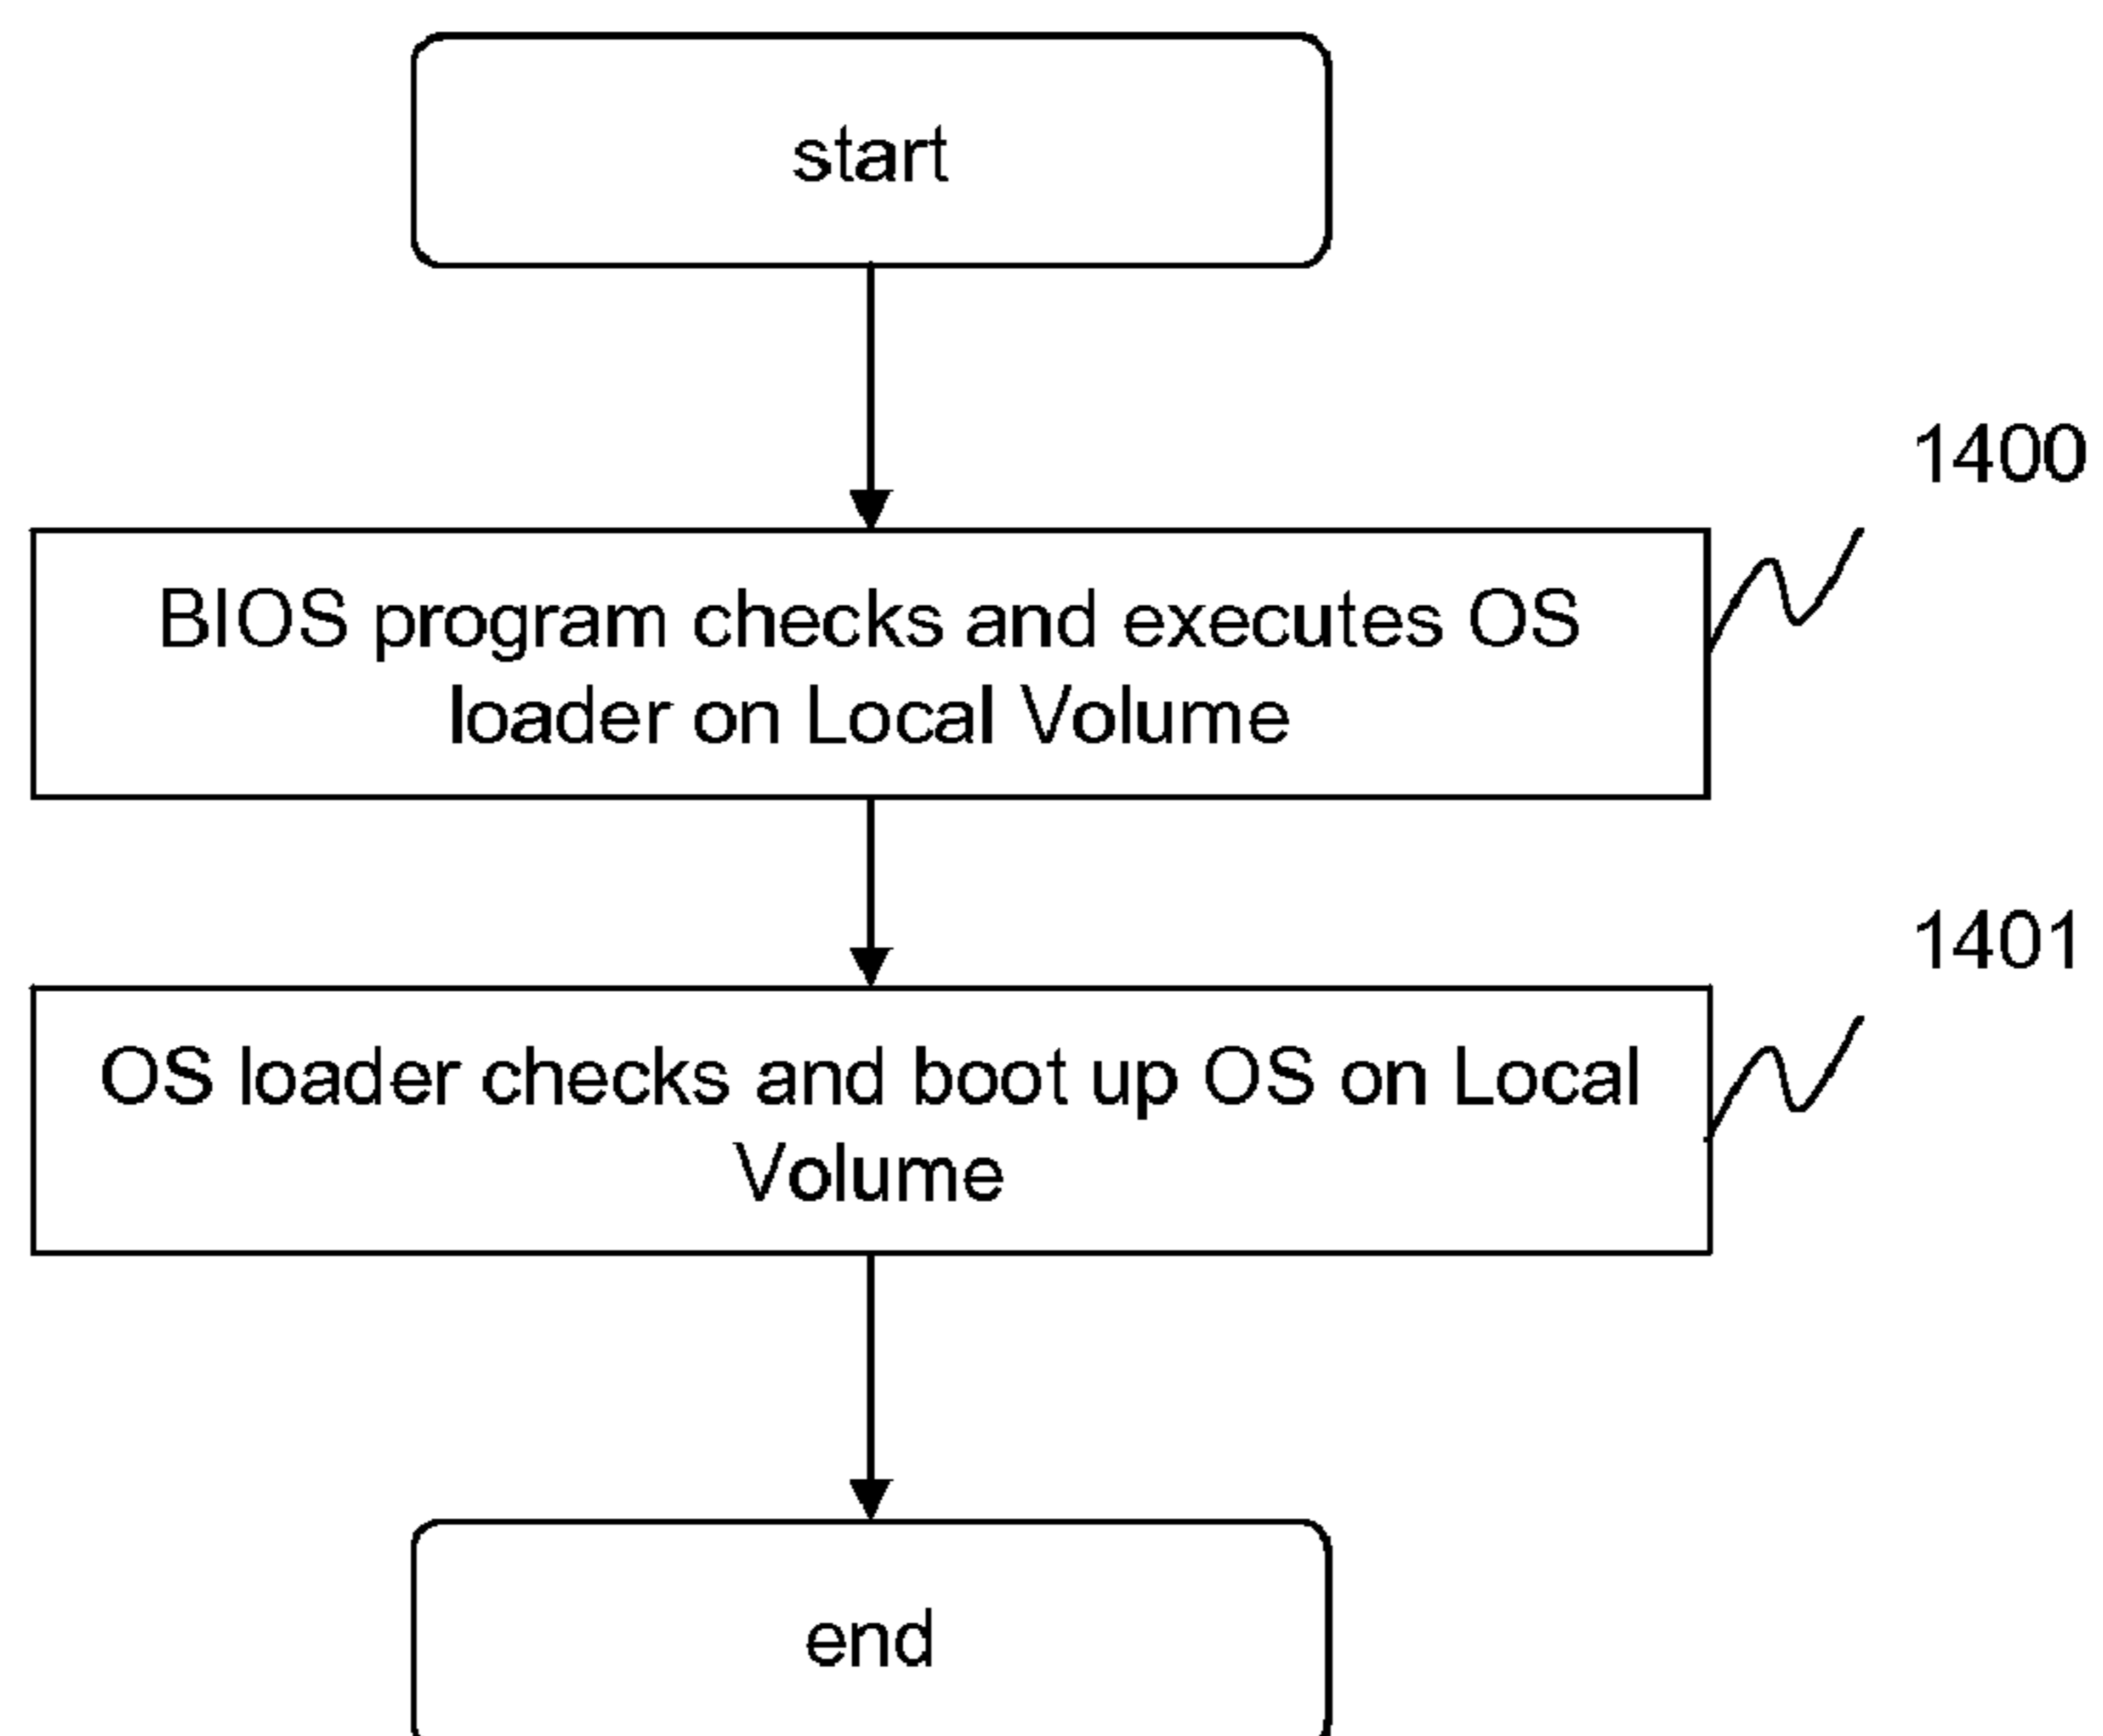 start
1400
BIOS program checks and executes OS
loader on Local Volume
1401
OS loader checks and boot up OS on Local
Volume
end